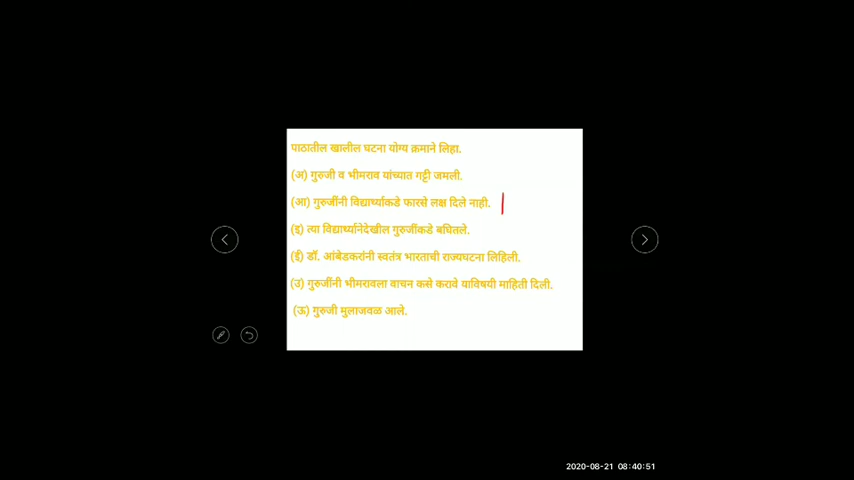 पाठातील खालील घटना योग्य क्रमाने लिहा.
(अ) गुरुजी व भीमराव यांच्यात गट्टी जमली.
(आ) गुरुजींनी विद्यार्थ्याकडे फारसे लक्ष दिले नाही.
(इ) त्या विद्यार्थ्यानेदेखील गुरुजींकडे बघितले.
(ई) डॉ. आंबेडकरांनी स्वतंत्र भारताची राज्यघटना लिहिली.
(उ) गुरुजींनी भीमरावला वाचन कसे करावे याविषयी माहिती दिली.
(ऊ) गुरुजी मुलाजवळ आले.
2020-08-21 08:40:51